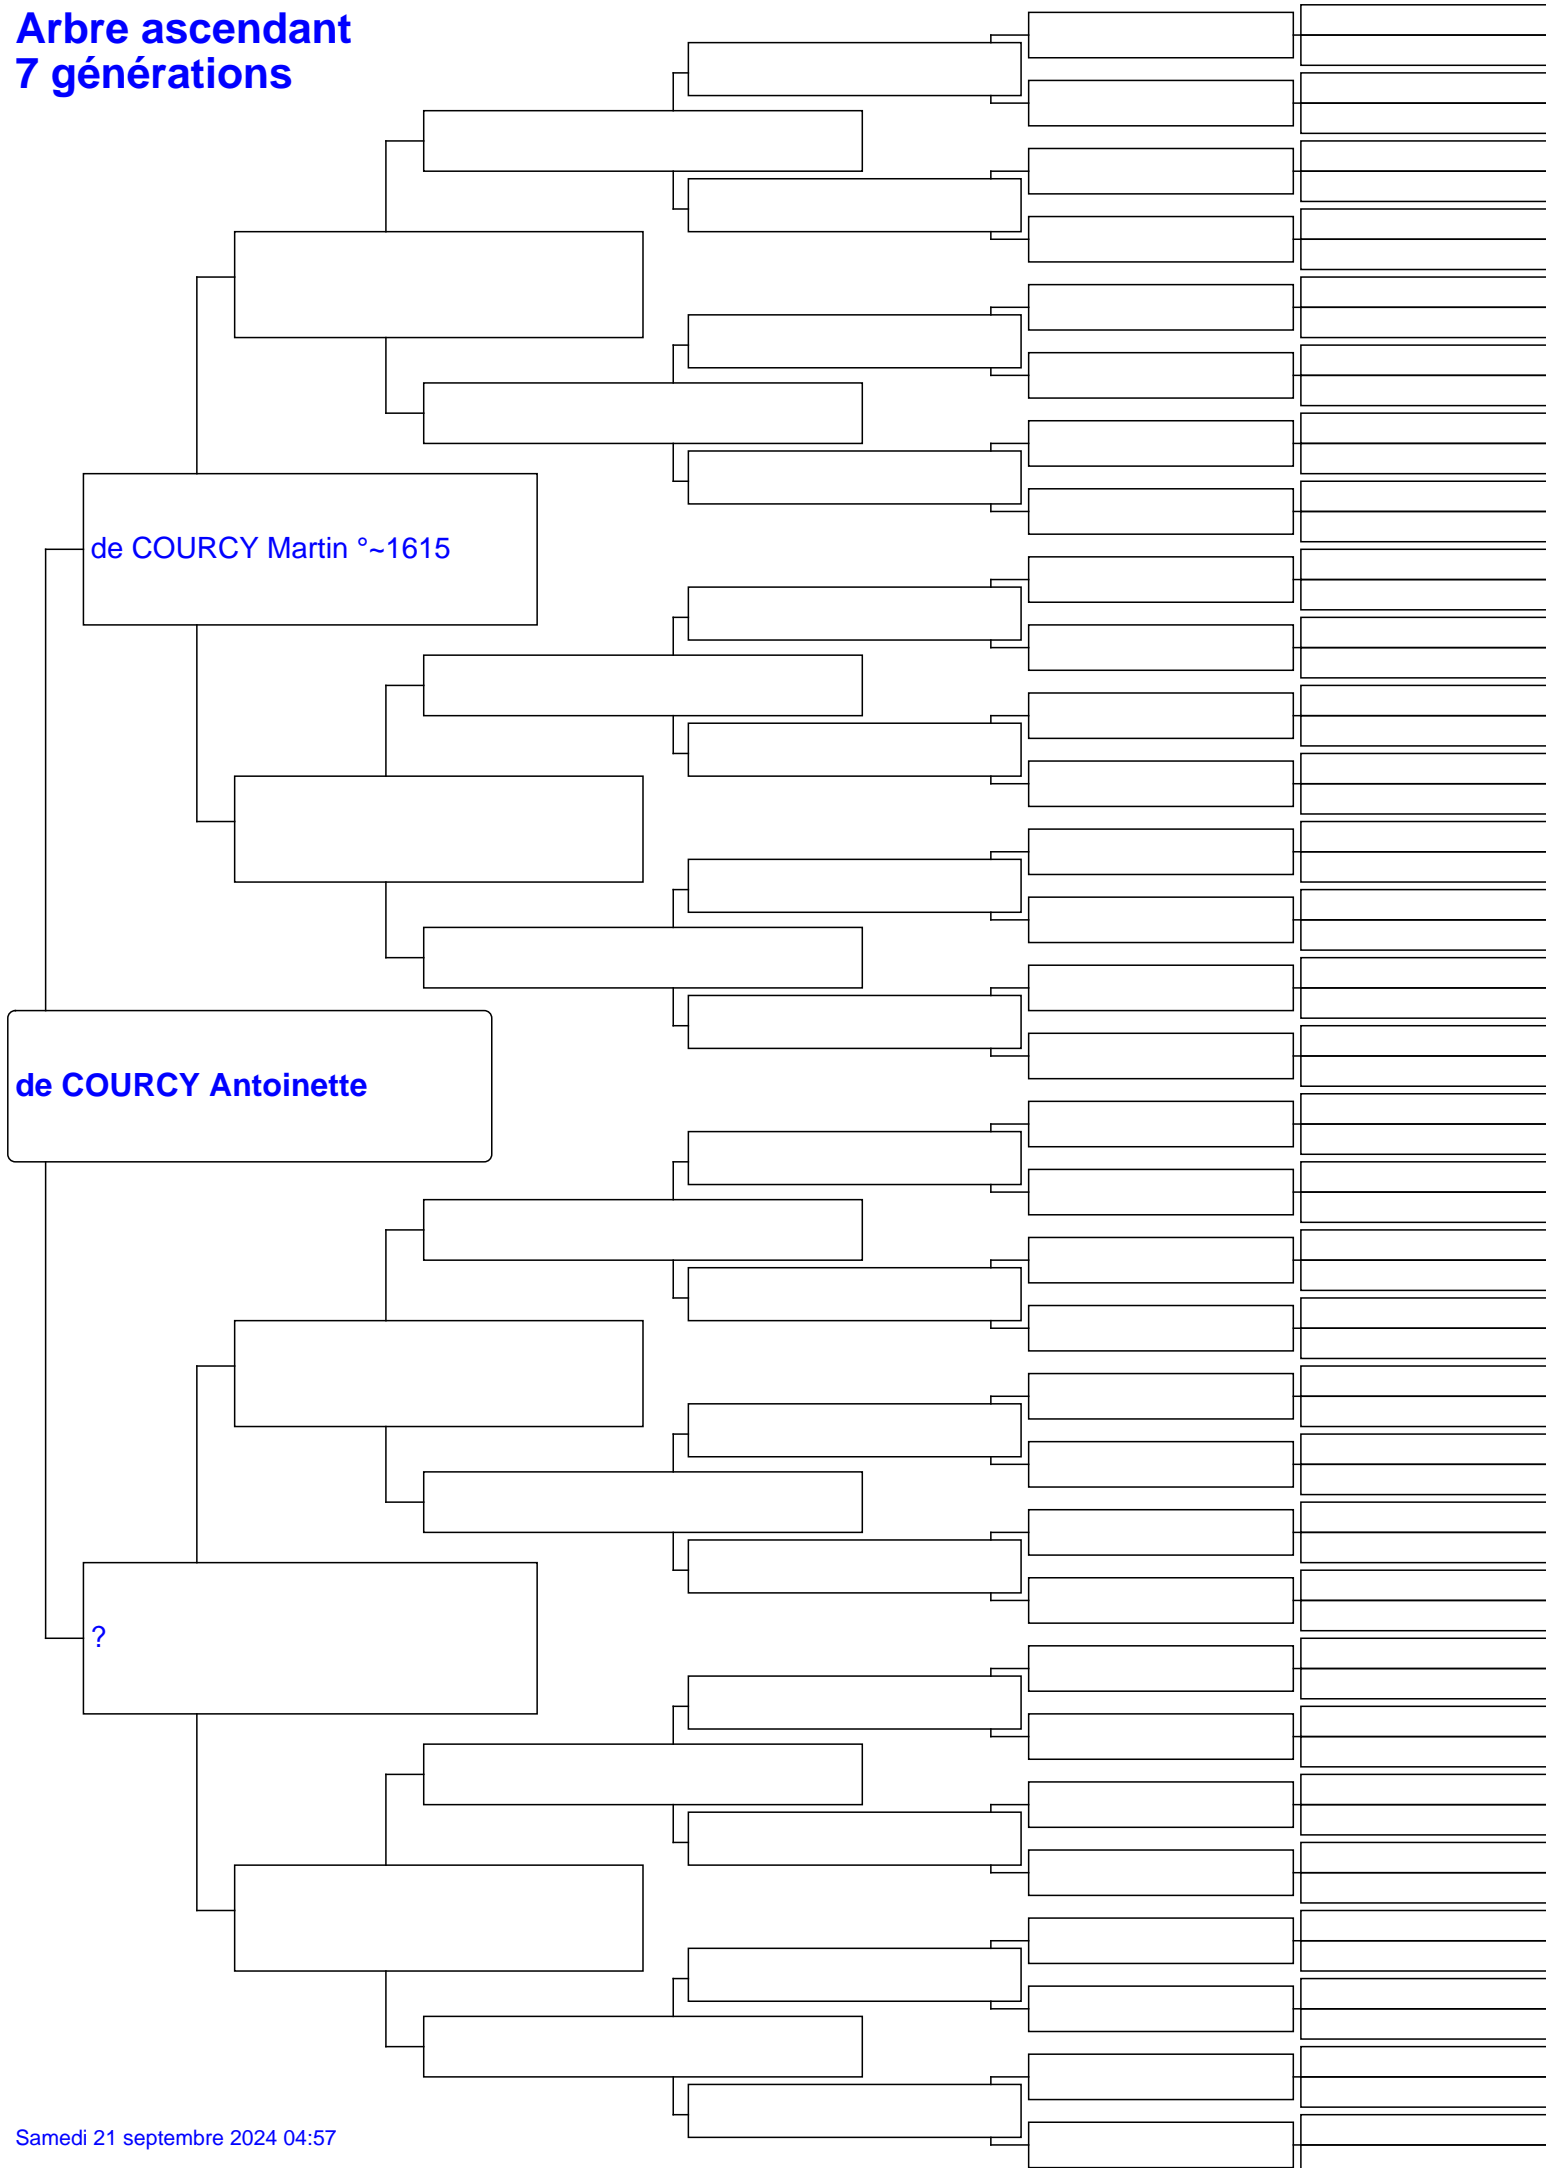 Arbre ascendant
7 générations
de COURCY Martin °~1615
de COURCY Antoinette
?
Samedi 21 septembre 2024 04:57